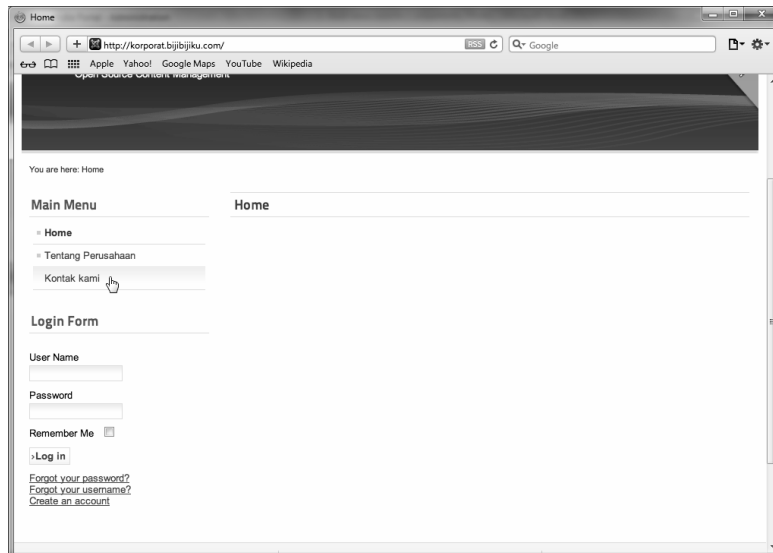 Home
http://korporat.bijibijiku.com/
RSS
Google
Apple Yahoo! Google Maps YouTube Wikipedia
Open Source Content Management
You are here: Home
Main Menu
Home
Tentang Perusahaan
Kontak kami
Login Form
User Name
Password
Remember Me
›Log in
Forgot your password?
Forgot your username?
Create an account
Home